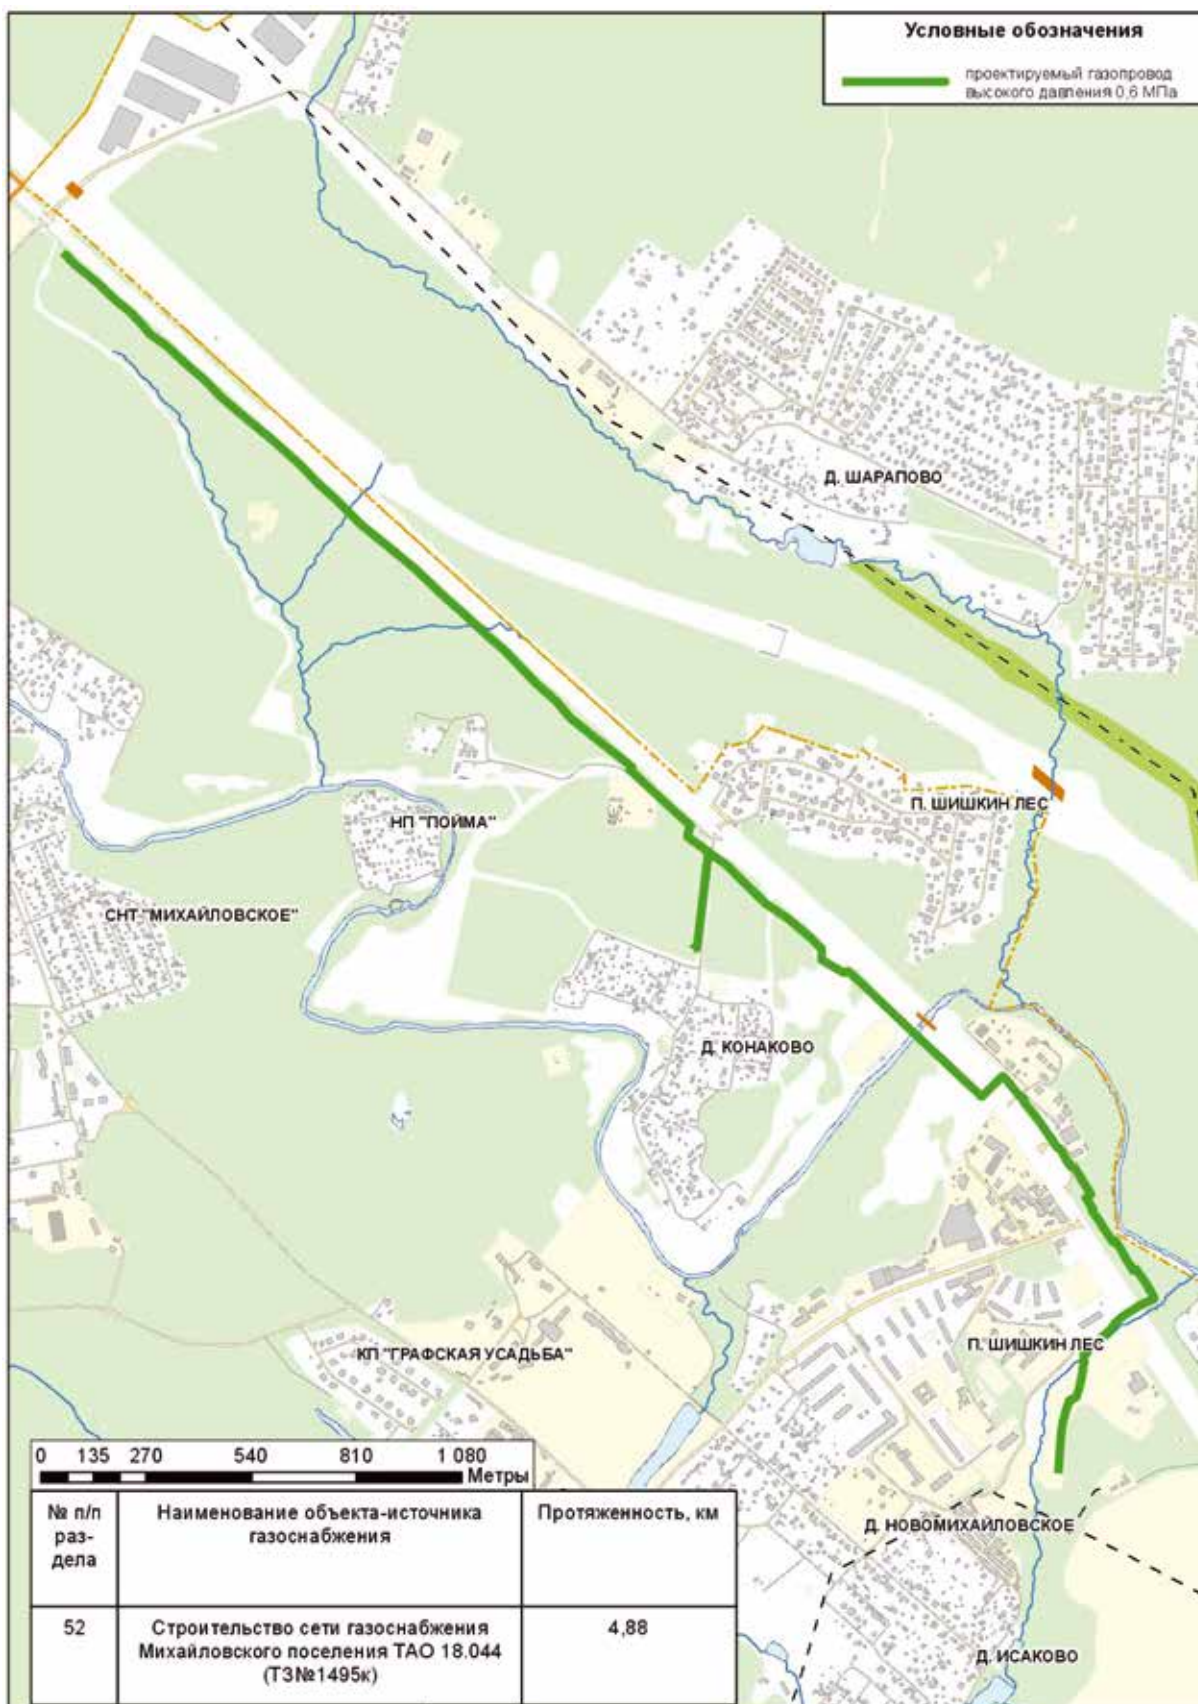 Условные обозначения
проектируемый газопровод
высокого давления 0,6 МПа
Д. ШАРАПОВО
П. ШИШКИН ЛЕС
НП "ПОЙМА"
СНТ "МИХАЙЛОВСКОЕ"
Д. КОНАКОВО
П. ШИШКИН ЛЕС
КП "ГРАФСКАЯ УСАДЬБА"
0 135 270 540 810 1 080
Метры
Д. НОВОМИХАЙЛОВСКОЕ
Д. ИСАКОВО
№ п/п
раз-
дела
Наименование объекта-источника
газоснабжения
Протяженность, км
52
Строительство сети газоснабжения
Михайловского поселения ТАО 18.044
(ТЗ№1495к)
4,88